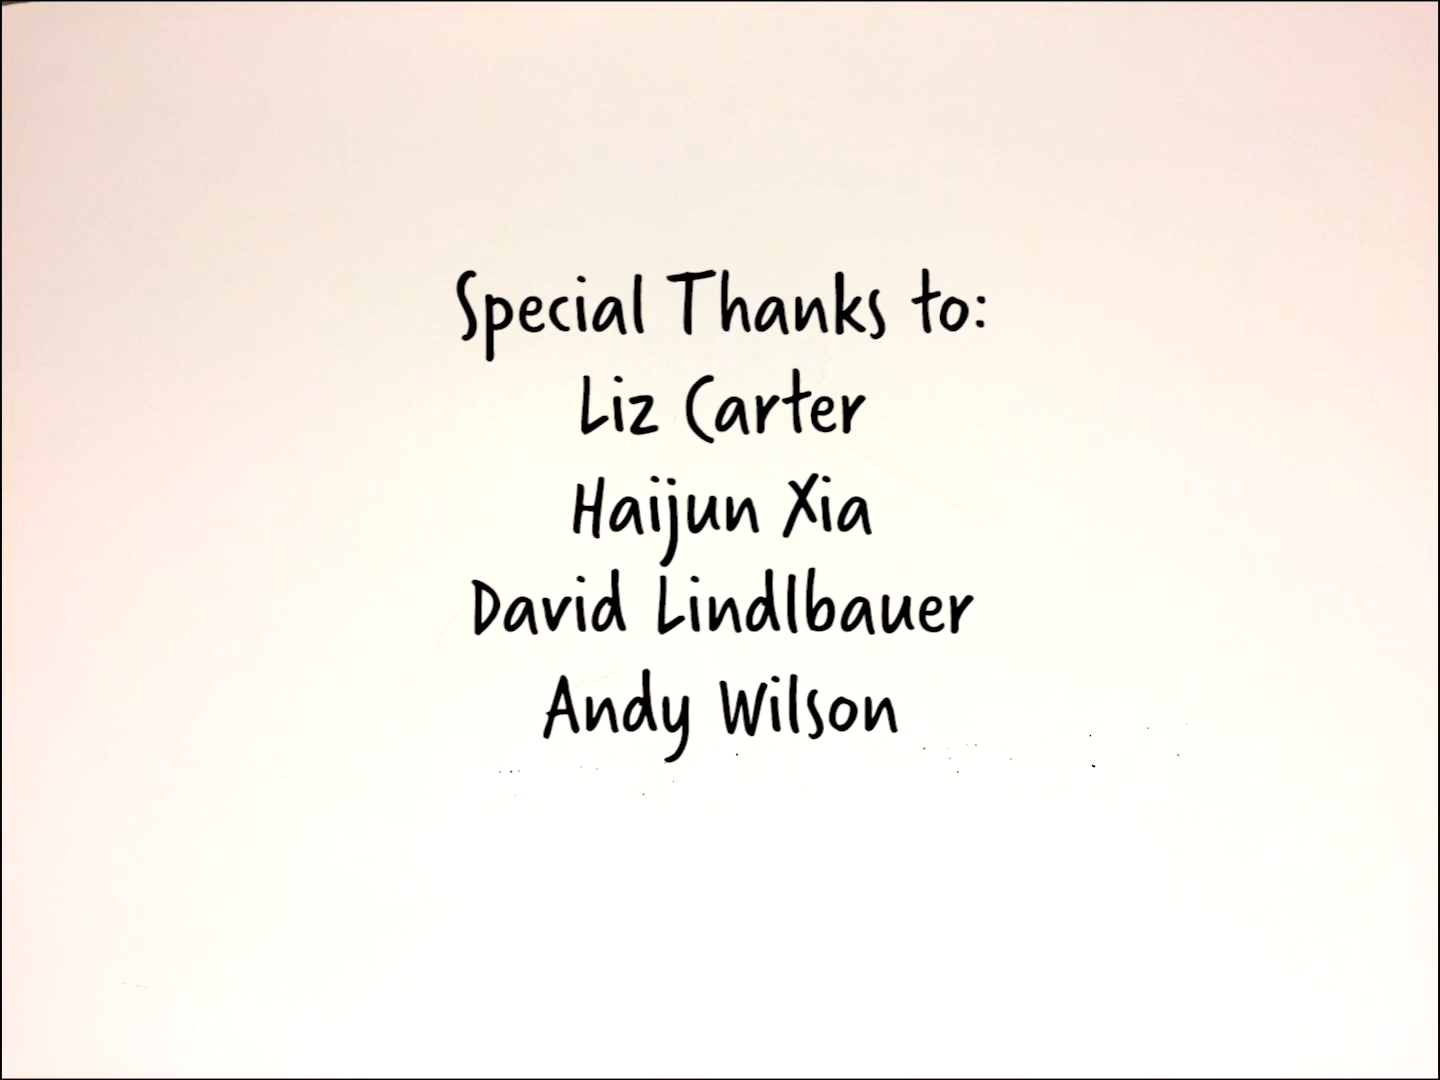 Special Thanks to:
Liz Carter
Haijun Xia
David Lindlbauer
Andy Wilson